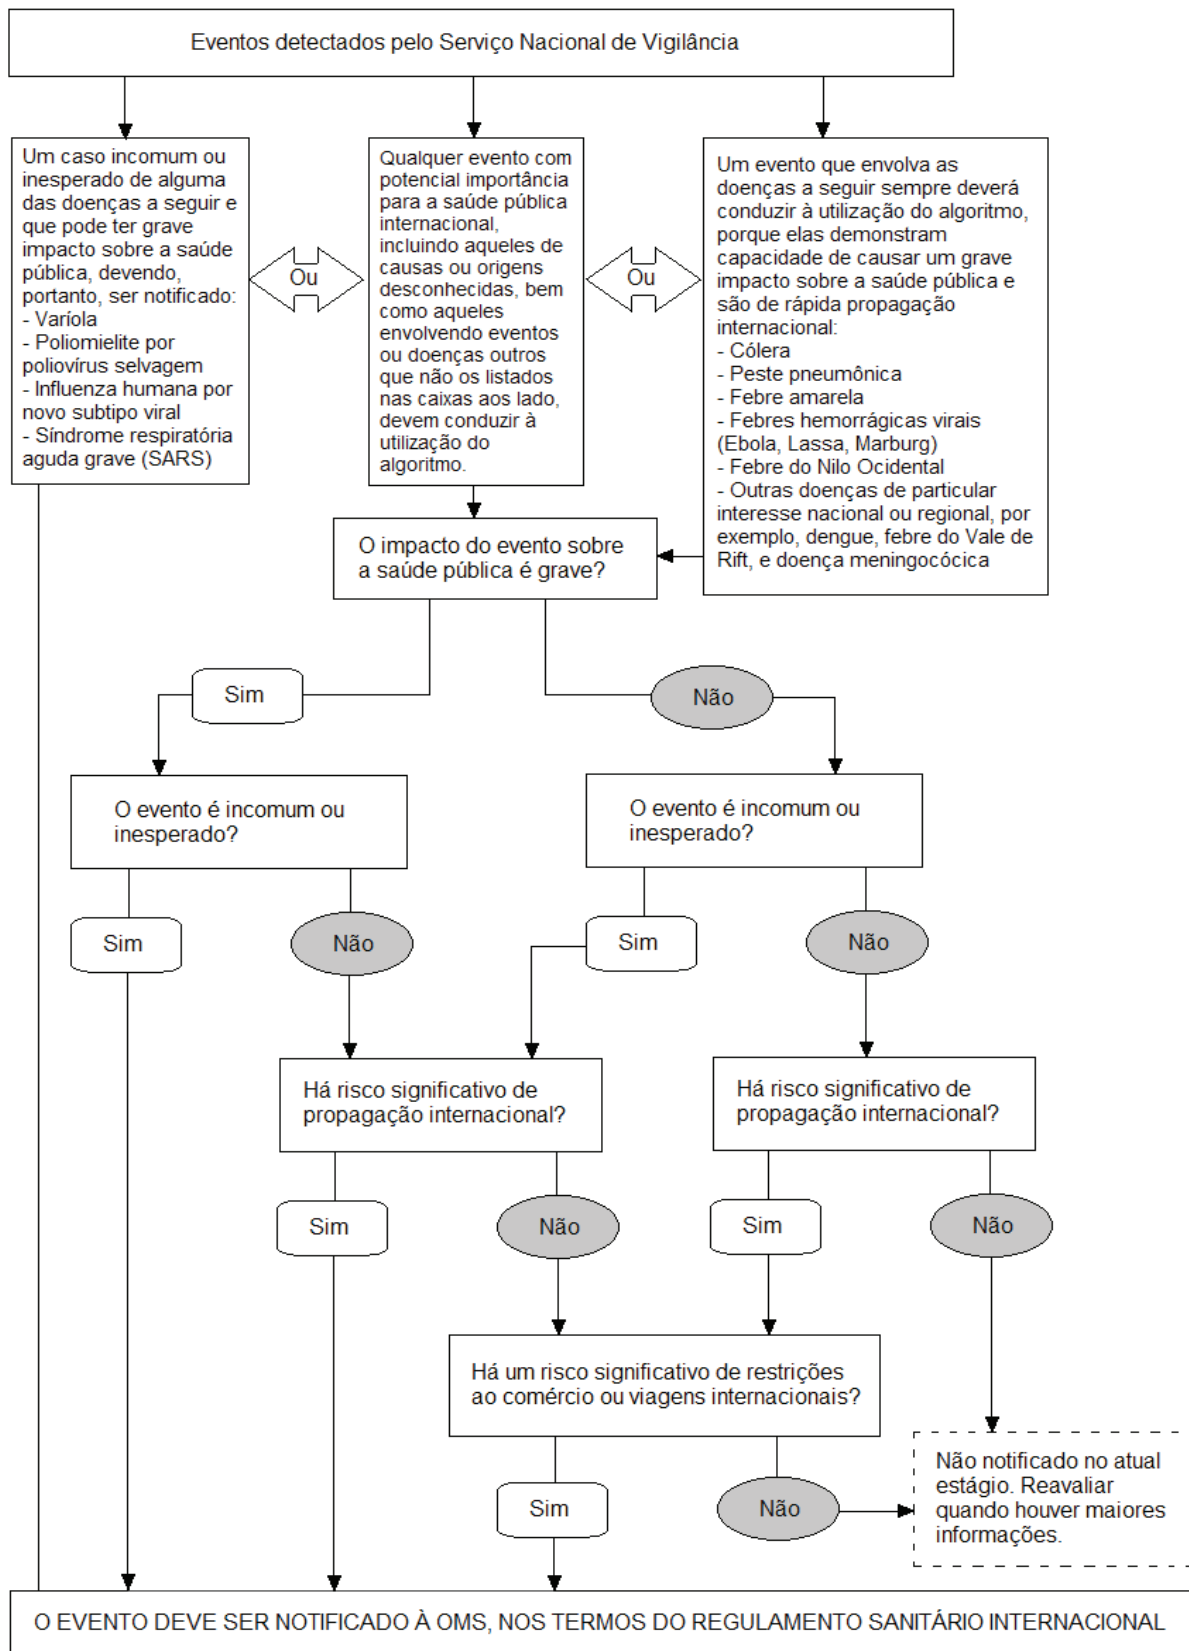 Eventos detectados pelo Serviço Nacional de Vigilância
Um caso incomum ou
inesperado de alguma
das doenças a seguir e
que pode ter grave
impacto sobre a saúde
pública, devendo,
portanto, ser notificado:
- Varíola
- Poliomielite por
poliovírus selvagem
- Influenza humana por
novo subtipo viral
- Síndrome respiratória
aguda grave (SARS)
Ou
Qualquer evento com
potencial importância
para a saúde pública
internacional,
incluindo aqueles de
causas ou origens
desconhecidas, bem
como aqueles
envolvendo eventos
ou doenças outros
que não os listados
nas caixas aos lado,
devem conduzir à
utilização do
algoritmo.
Ou
Um evento que envolva as
doenças a seguir sempre deverá
conduzir à utilização do algoritmo,
porque elas demonstram
capacidade de causar um grave
impacto sobre a saúde pública e
são de rápida propagação
internacional:
- Cólera
- Peste pneumônica
- Febre amarela
- Febres hemorrágicas virais
(Ebola, Lassa, Marburg)
- Febre do Nilo Ocidental
- Outras doenças de particular
interesse nacional ou regional, por
exemplo, dengue, febre do Vale de
Rift, e doença meningocócica
O impacto do evento sobre
a saúde pública é grave?
Sim
Não
O evento é incomum ou
inesperado?
O evento é incomum ou
inesperado?
Sim
Não
Sim
Não
Há risco significativo de
propagação internacional?
Há risco significativo de
propagação internacional?
Sim
Não
Sim
Não
Há um risco significativo de restrições
ao comércio ou viagens internacionais?
Sim
Não
Não notificado no atual
estágio. Reavaliar
quando houver maiores
informações.
O EVENTO DEVE SER NOTIFICADO À OMS, NOS TERMOS DO REGULAMENTO SANITÁRIO INTERNACIONAL